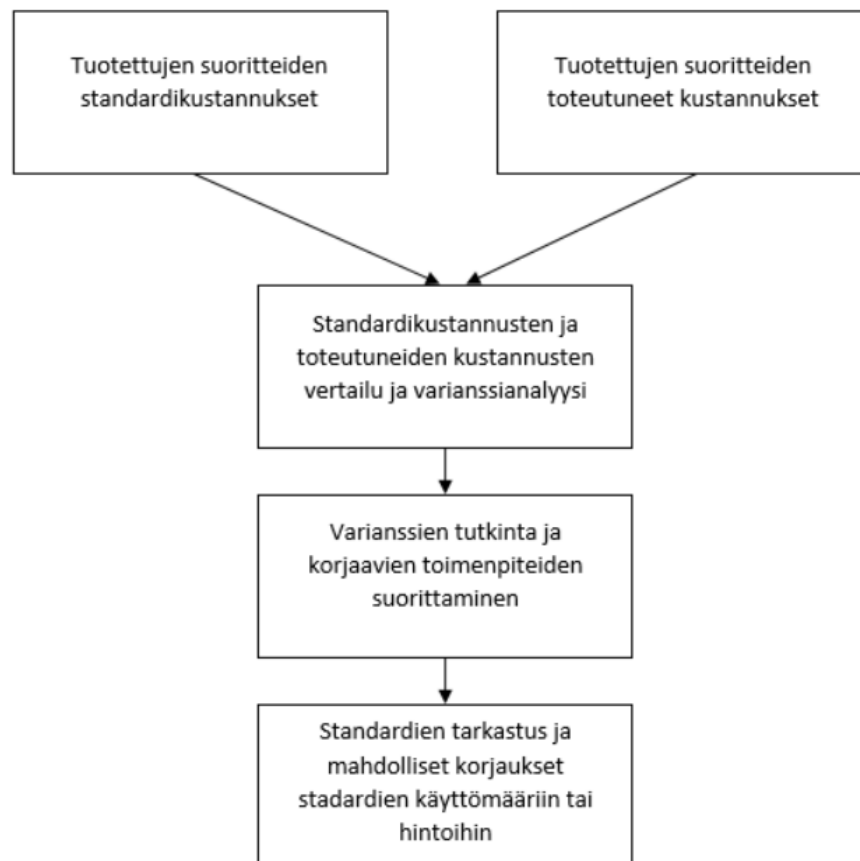 Tuotettujen suoritteiden
standardikustannukset
Tuotettujen suoritteiden
toteutuneet kustannukset
Standardikustannusten ja
toteutuneiden kustannusten
vertailu ja varianssianalyysi
Varianssien tutkinta ja
korjaavien toimenpiteiden
suorittaminen
Standardien tarkastus ja
mahdolliset korjaukset
stadardien käyttömääriin tai
hintoihin